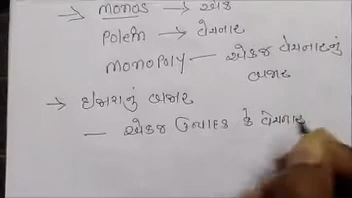 → monos → એક
polein → વેચનાર
monopoly — એકજ વેચનારનું
બજાર
→ ઇજારાનું બજાર
— એકજ ઉત્પાદક કે વેચનાર